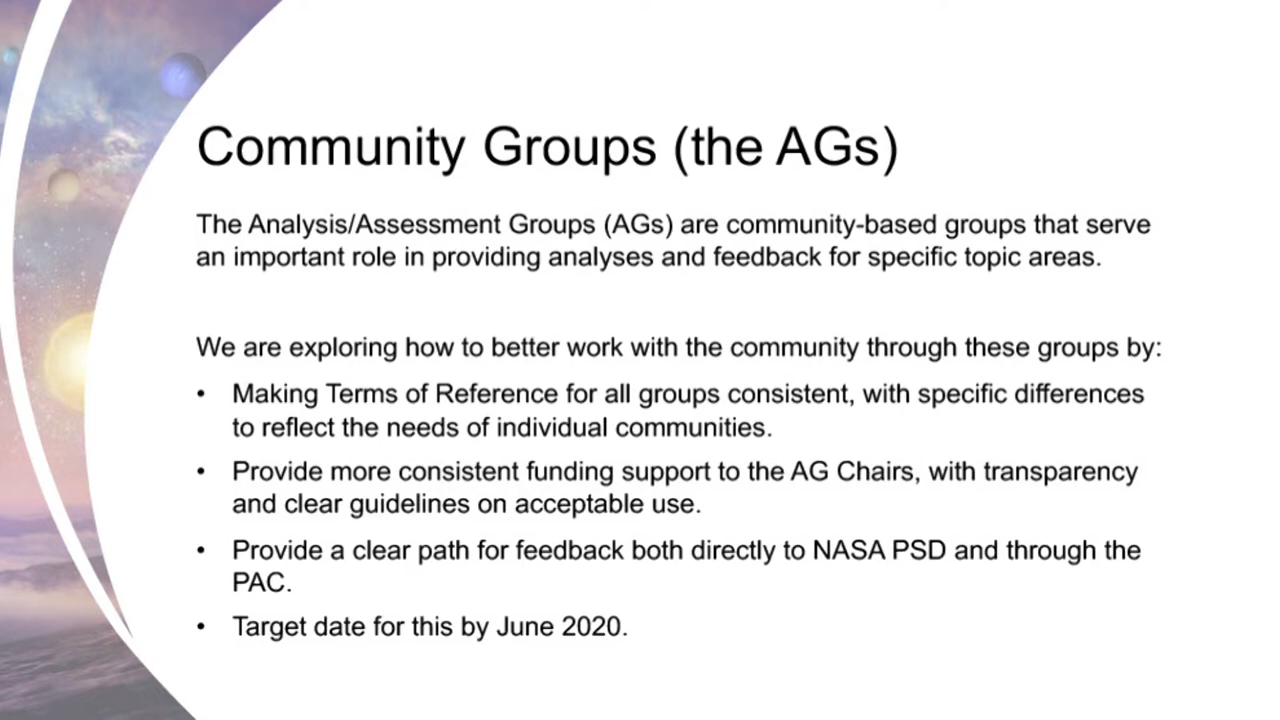 Community Groups (the AGs)
The Analysis/Assessment Groups (AGs) are community-based groups that serve
an important role in providing analyses and feedback for specific topic areas.
We are exploring how to better work with the community through these groups by:
• Making Terms of Reference for all groups consistent, with specific differences
to reflect the needs of individual communities.
• Provide more consistent funding support to the AG Chairs, with transparency
and clear guidelines on acceptable use.
• Provide a clear path for feedback both directly to NASA PSD and through the
PAC.
• Target date for this by June 2020.